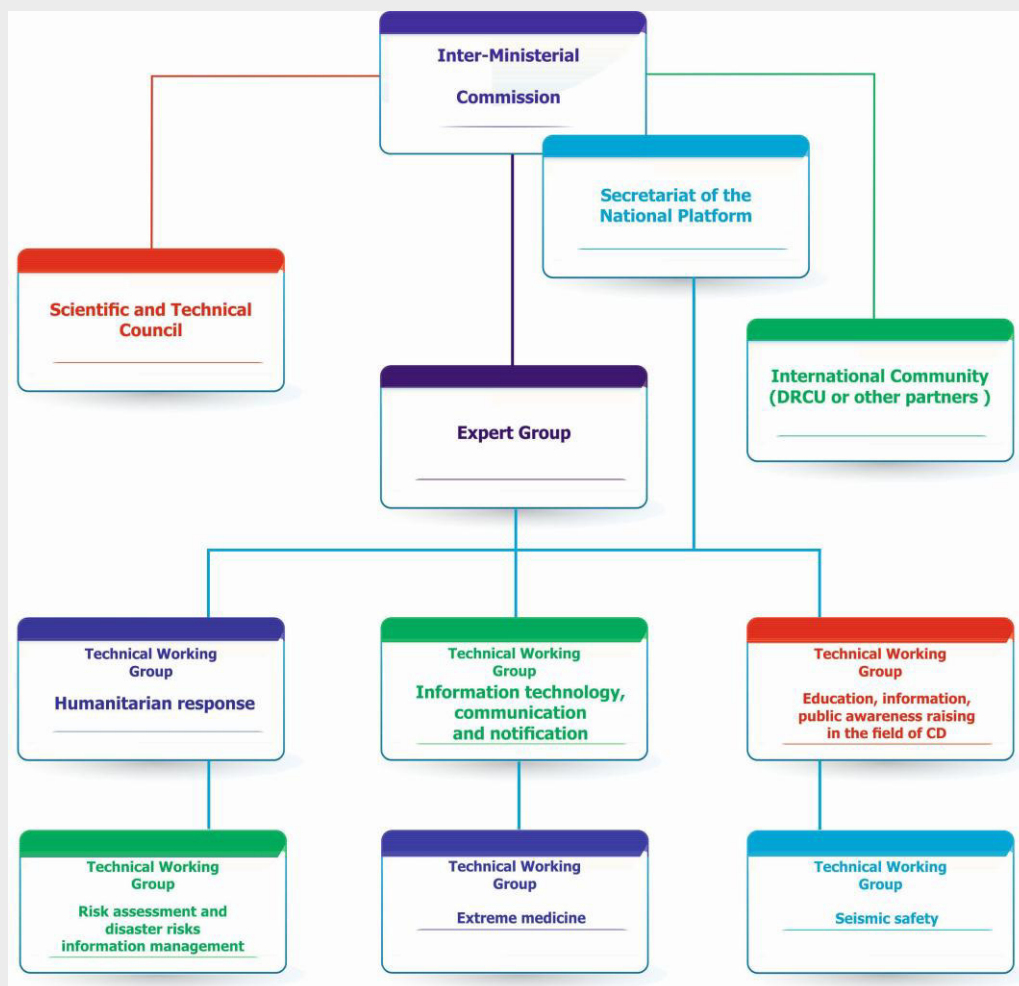 Inter-Ministerial
Commission
Secretariat of the
National Platform
Scientific and Technical
Council
International Community
(DRCU or other partners )
Expert Group
Technical Working
Group
Humanitarian response
Technical Working
Group
Information technology,
communication
and notification
Technical Working
Group
Education, information,
public awareness raising
in the field of CD
Technical Working
Group
Risk assessment and
disaster risks
information management
Technical Working
Group
Extreme medicine
Technical Working
Group
Seismic safety